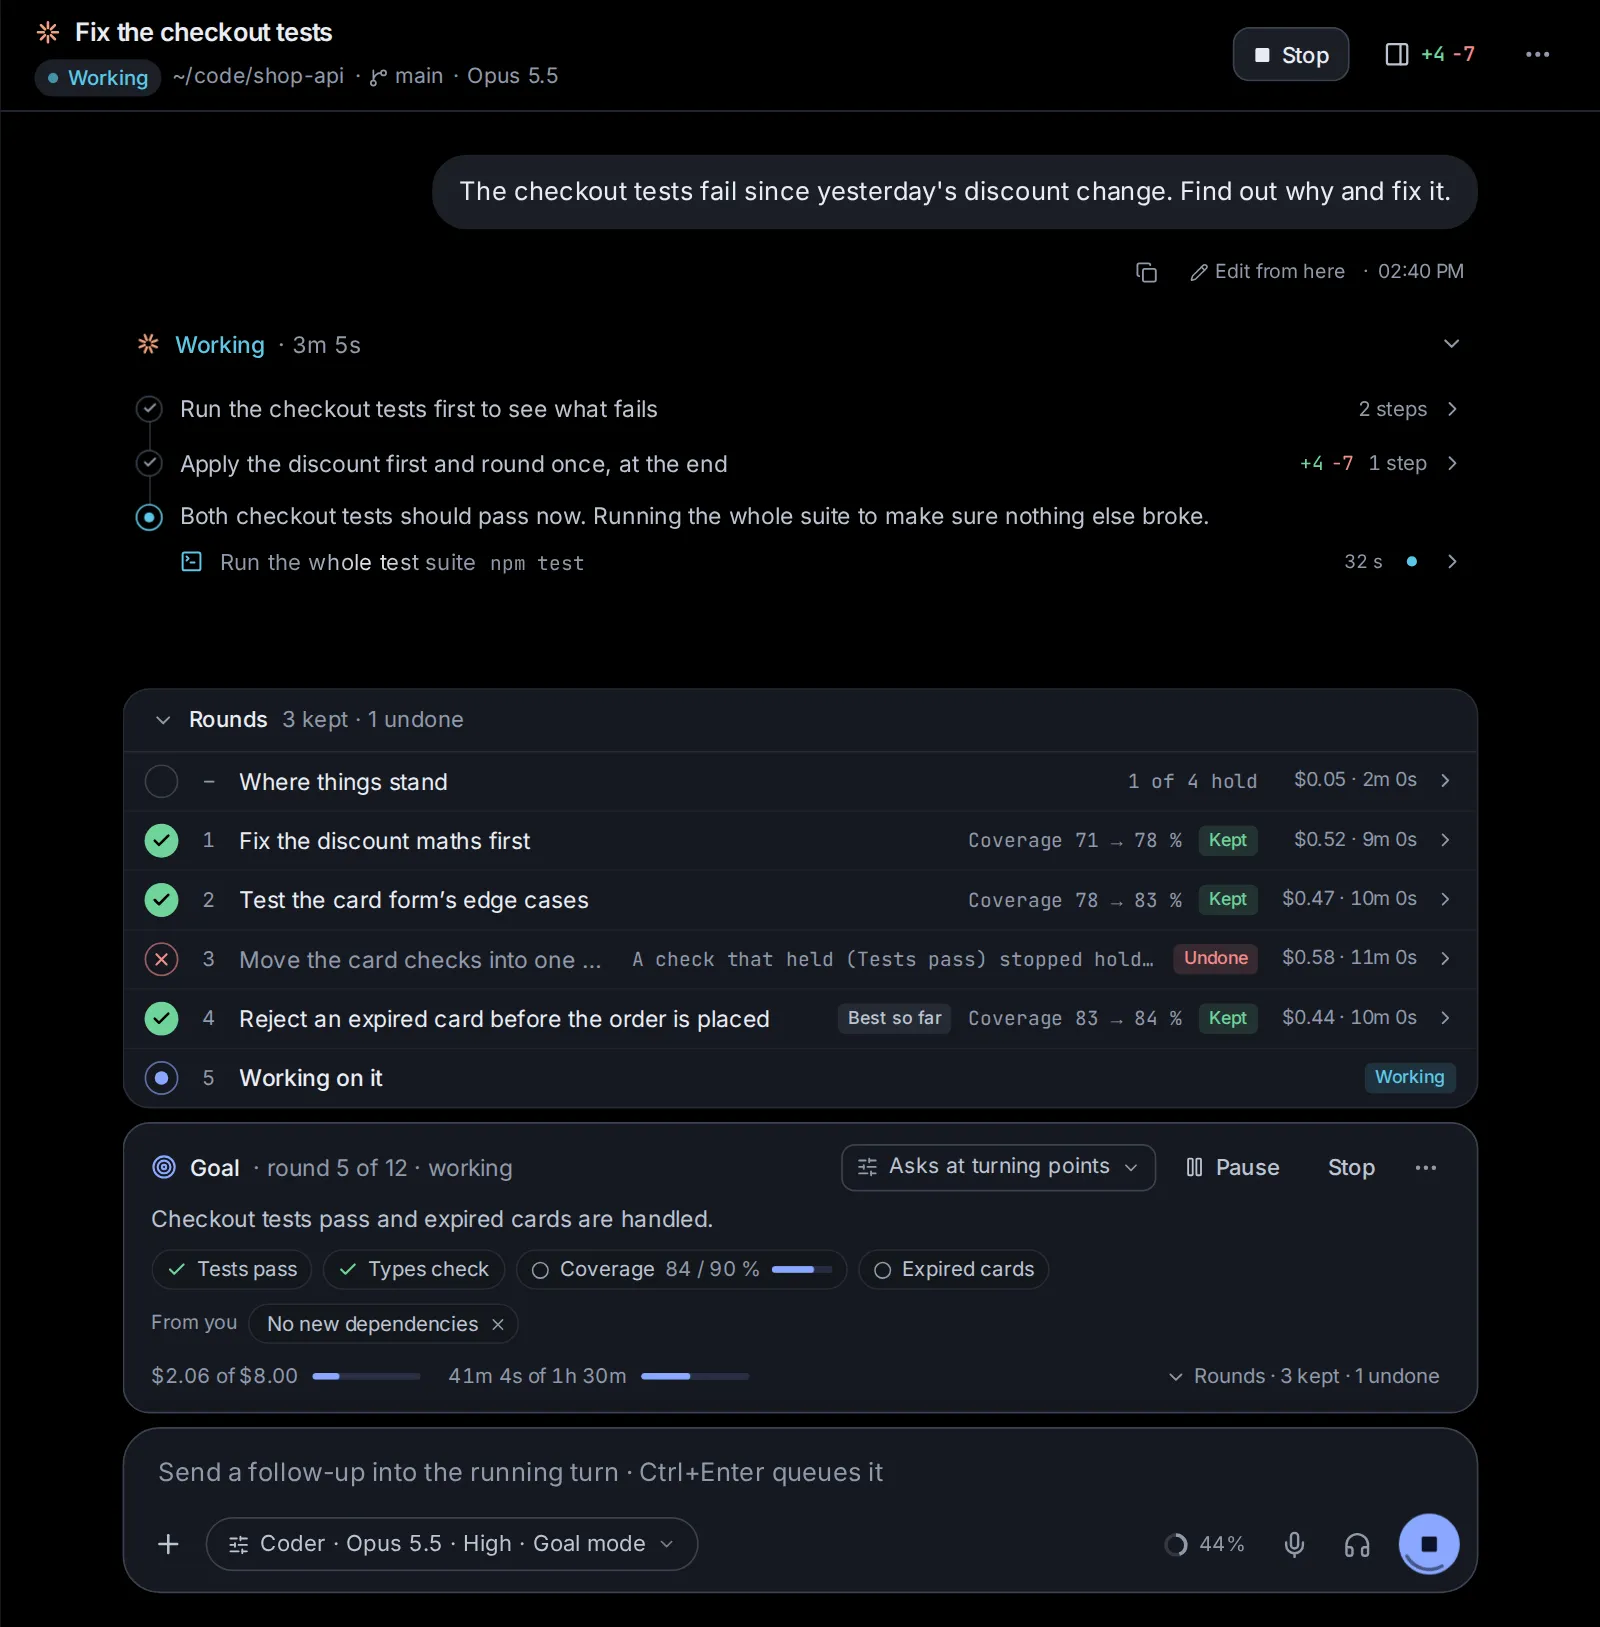 Fix the checkout tests
Working ~/code/shop-api · main · Opus 5.5
Stop +4 -7
The checkout tests fail since yesterday's discount change. Find out why and fix it.
Edit from here · 02:40 PM
Working · 3m 5s
Run the checkout tests first to see what fails 2 steps
Apply the discount first and round once, at the end +4 -7 1 step
Both checkout tests should pass now. Running the whole suite to make sure nothing else broke.
Run the whole test suite npm test 32 s
Rounds 3 kept · 1 undone
– Where things stand 1 of 4 hold $0.05 · 2m 0s
1 Fix the discount maths first Coverage 71 → 78 % Kept $0.52 · 9m 0s
2 Test the card form’s edge cases Coverage 78 → 83 % Kept $0.47 · 10m 0s
3 Move the card checks into one ... A check that held (Tests pass) stopped hold… Undone $0.58 · 11m 0s
4 Reject an expired card before the order is placed Best so far Coverage 83 → 84 % Kept $0.44 · 10m 0s
5 Working on it Working
Goal · round 5 of 12 · working Asks at turning points Pause Stop
Checkout tests pass and expired cards are handled.
Tests pass Types check Coverage 84 / 90 % Expired cards
From you No new dependencies
$2.06 of $8.00 41m 4s of 1h 30m Rounds · 3 kept · 1 undone
Send a follow-up into the running turn · Ctrl+Enter queues it
Coder · Opus 5.5 · High · Goal mode 44%